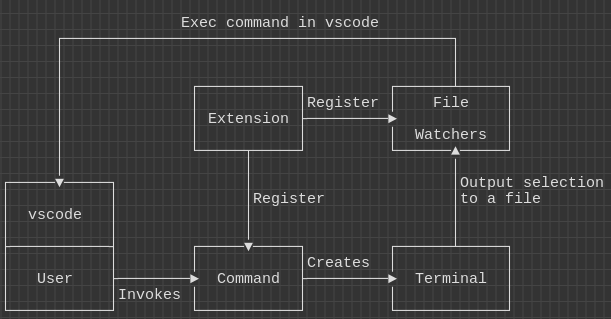 Exec command in vscode
Extension
Register
File
Watchers
Register
Output selection
to a file
vscode
User
Invokes
Command
Creates
Terminal